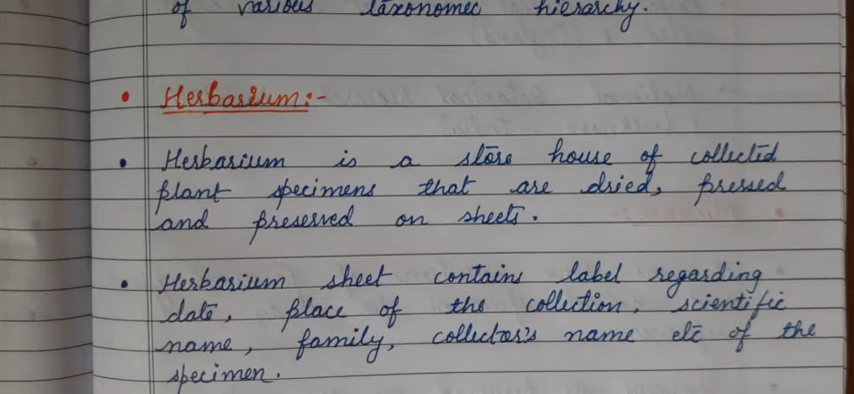 of various taxonomec hierarchy.
• Herbarium:-
• Herbarium is a store house of collected
plant specimens that are dried, pressed
and preserved on sheets.
• Herbarium sheet contains label regarding
date, place of the collection, scientific
name, family, collector's name etc of the
specimen.